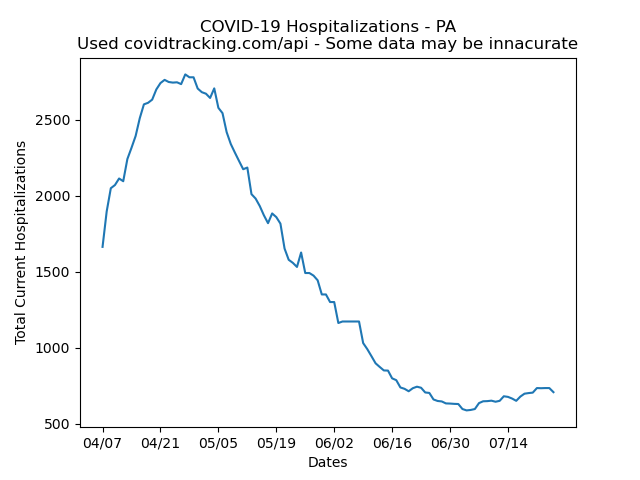 COVID-19 Hospitalizations - PA
Used covidtracking.com/api - Some data may be innacurate
Total Current Hospitalizations
2500
2000
1500
1000
500
04/07 04/21 05/05 05/19 06/02 06/16 06/30 07/14
Dates